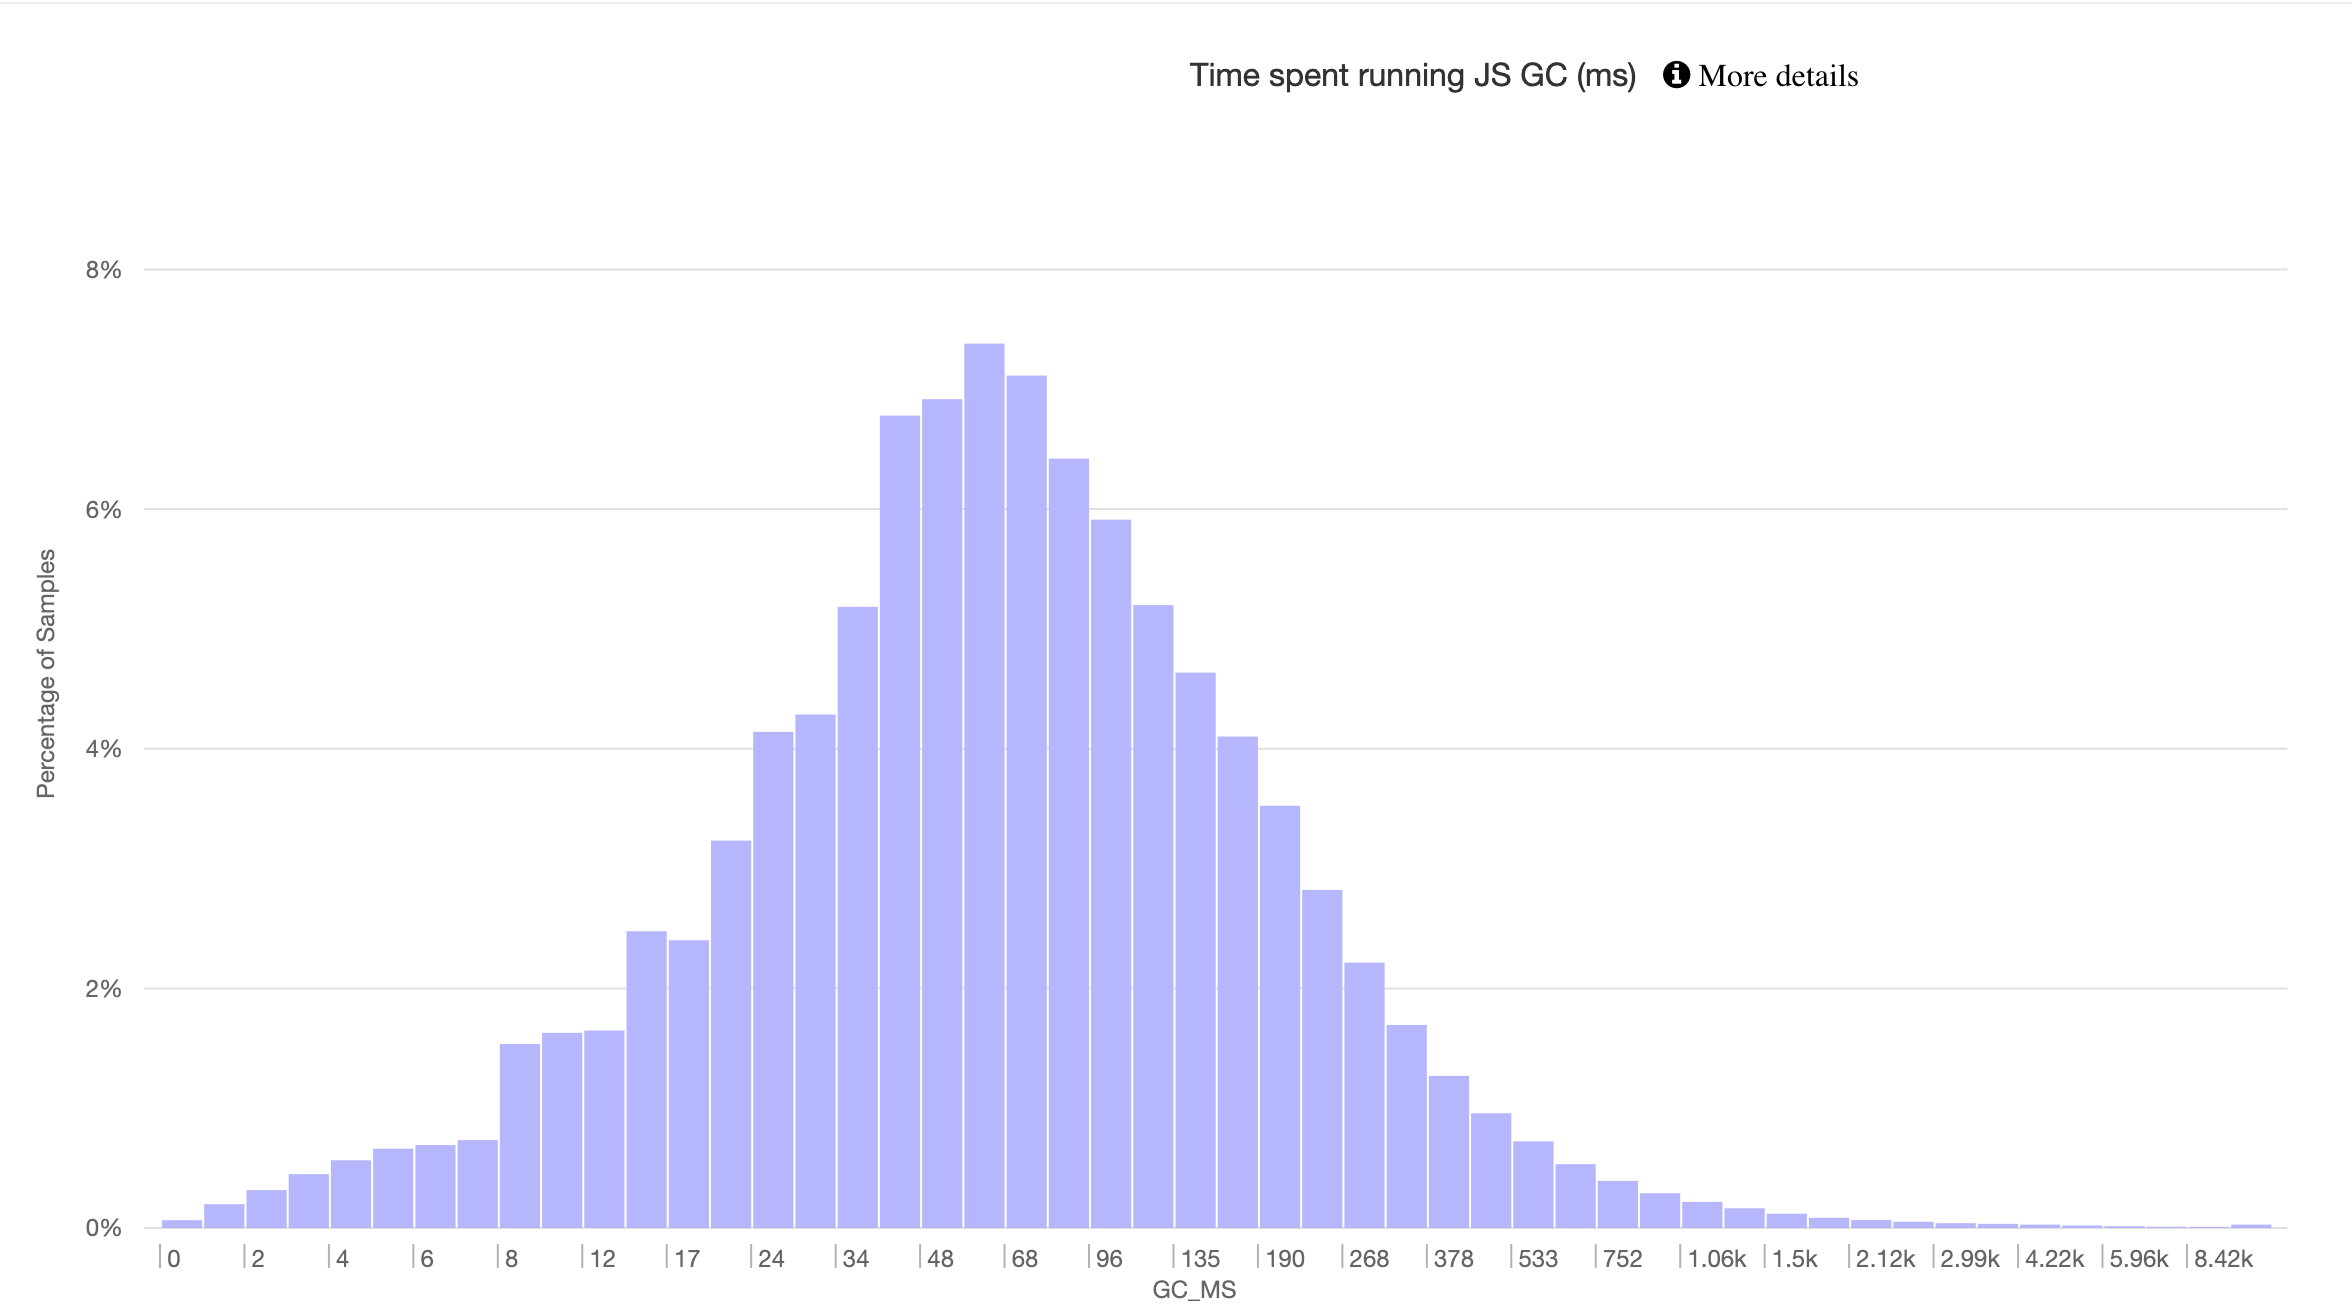 Time spent running JS GC (ms) More details
8%
6%
4%
2%
0%
Percentage of Samples
0 2 4 6 8 12 17 24 34 48 68 96 135 190 268 378 533 752 1.06k 1.5k 2.12k 2.99k 4.22k 5.96k 8.42k
GC_MS